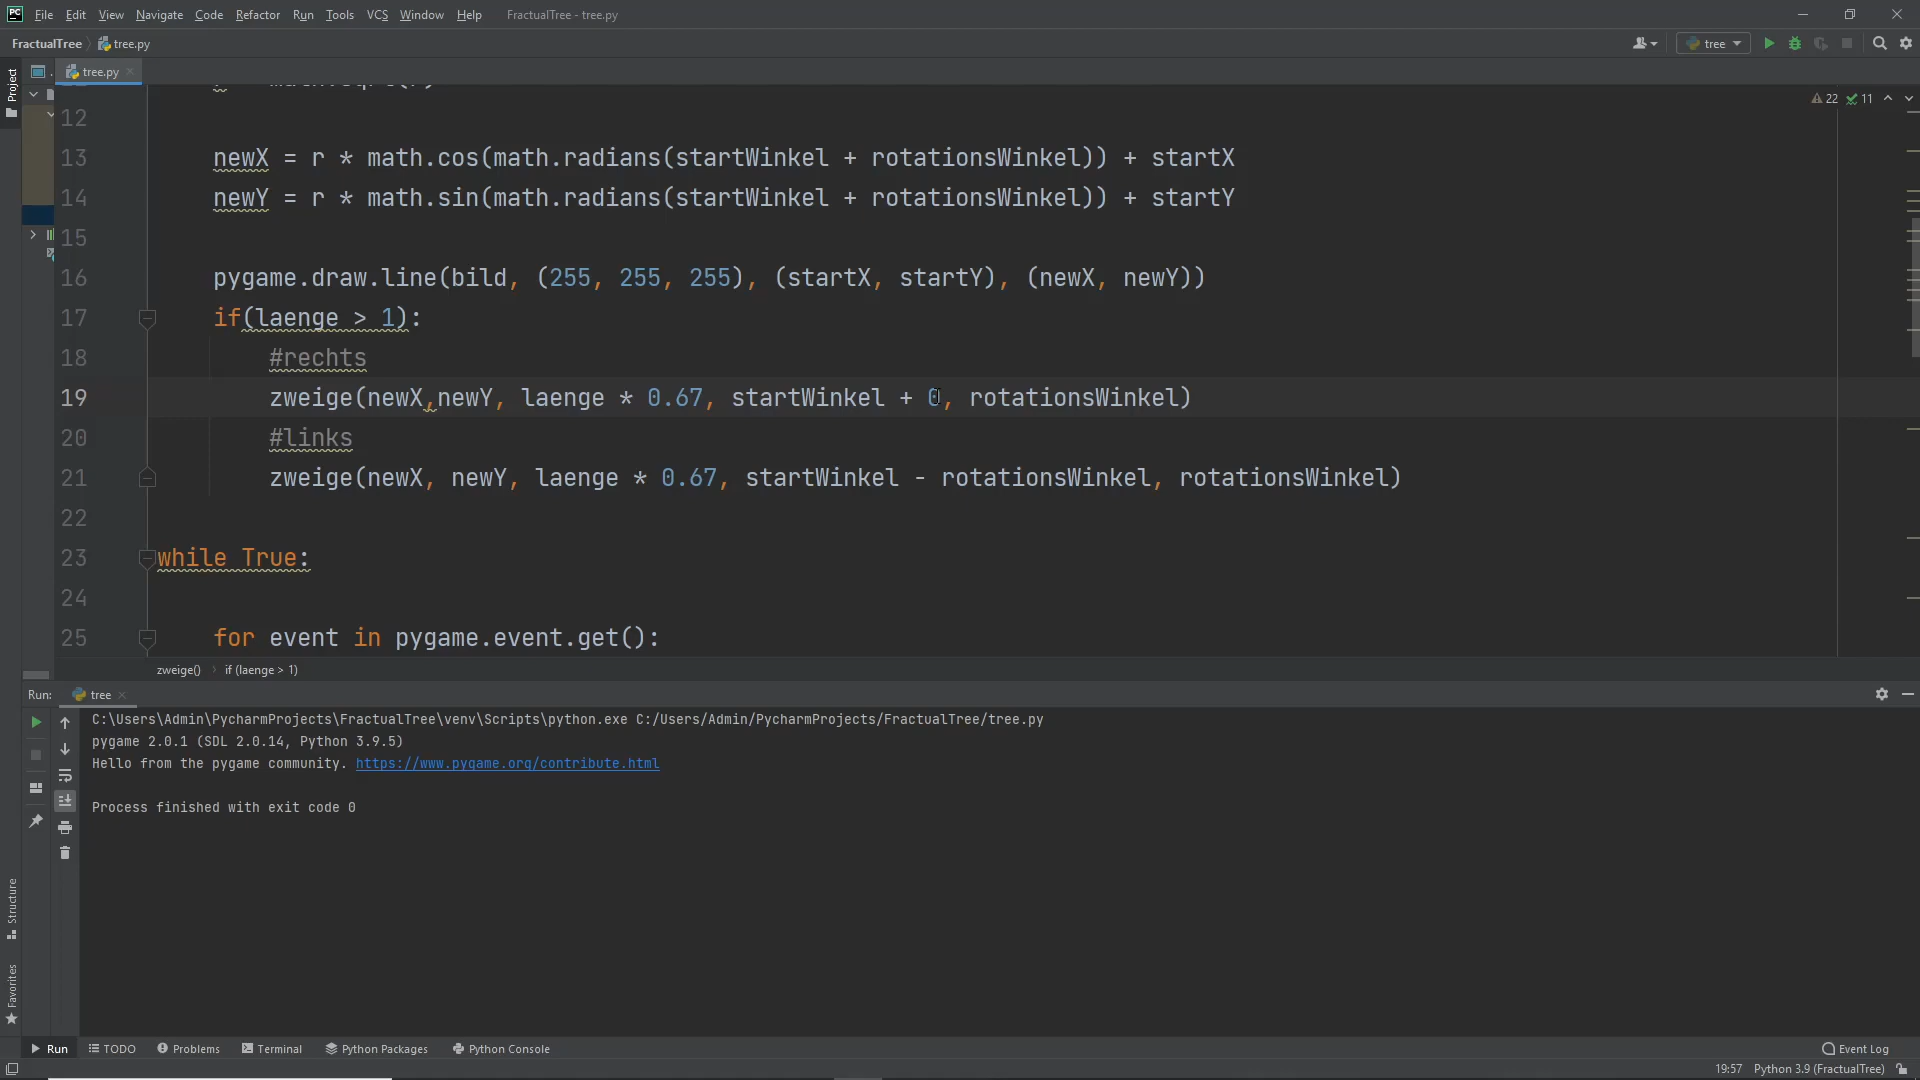 PC File Edit View Navigate Code Refactor Run Tools VCS Window Help FractualTree - tree.py
FractualTree tree.py tree
Project tree.py
22 11
12
13 newX = r * math.cos(math.radians(startWinkel + rotationsWinkel)) + startX
14 newY = r * math.sin(math.radians(startWinkel + rotationsWinkel)) + startY
15
16 pygame.draw.line(bild, (255, 255, 255), (startX, startY), (newX, newY))
17 if(laenge > 1):
18 #rechts
19 zweige(newX,newY, laenge * 0.67, startWinkel + 0, rotationsWinkel)
20 #links
21 zweige(newX, newY, laenge * 0.67, startWinkel - rotationsWinkel, rotationsWinkel)
22
23 while True:
24
25 for event in pygame.event.get():
zweige() if (laenge > 1)
Run: tree
C:\Users\Admin\PycharmProjects\FractualTree\venv\Scripts\python.exe C:/Users/Admin/PycharmProjects/FractualTree/tree.py
pygame 2.0.1 (SDL 2.0.14, Python 3.9.5)
Hello from the pygame community. https://www.pygame.org/contribute.html
Process finished with exit code 0
Structure
Favorites
Run TODO Problems Terminal Python Packages Python Console Event Log
19:57 Python 3.9 (FractualTree)